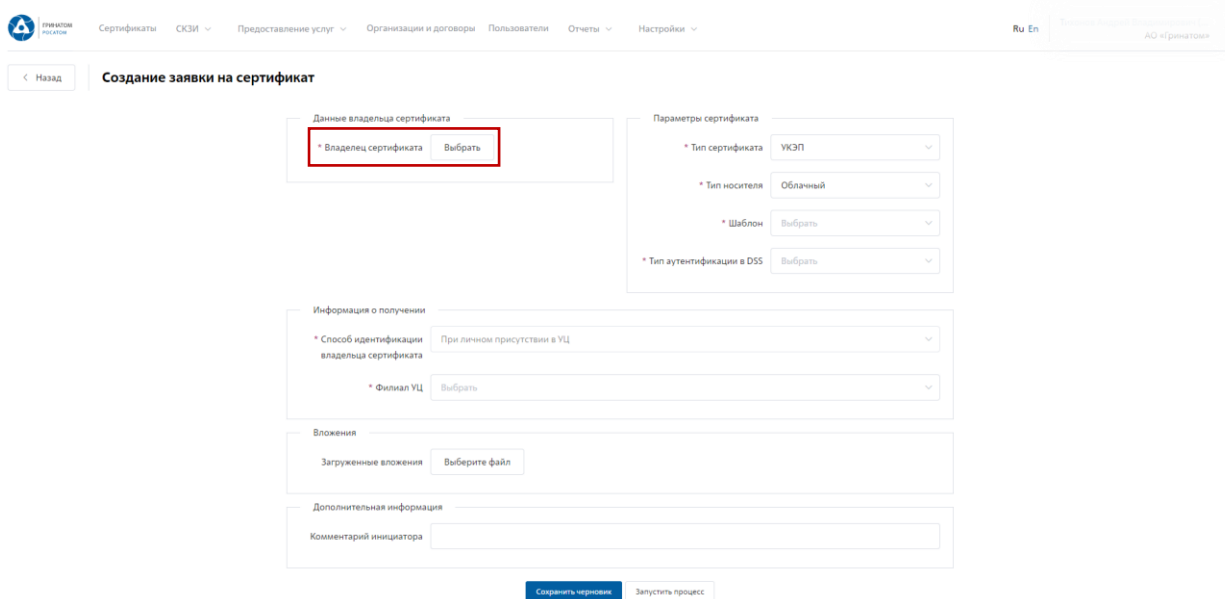 ГРИНАТОМ
РОСАТОМ
Сертификаты СКЗИ Предоставление услуг Организации и договоры Пользователи Отчеты Настройки Ru En
АО «Гринатом»
Назад Создание заявки на сертификат
Данные владельца сертификата
* Владелец сертификата Выбрать
Параметры сертификата
* Тип сертификата УКЭП
* Тип носителя Облачный
* Шаблон Выбрать
* Тип аутентификации в DSS Выбрать
Информация о получении
* Способ идентификации При личном присутствии в УЦ
владельца сертификата
* Филиал УЦ Выбрать
Вложения
Загруженные вложения Выберите файл
Дополнительная информация
Комментарий инициатора
Сохранить черновик Запустить процесс